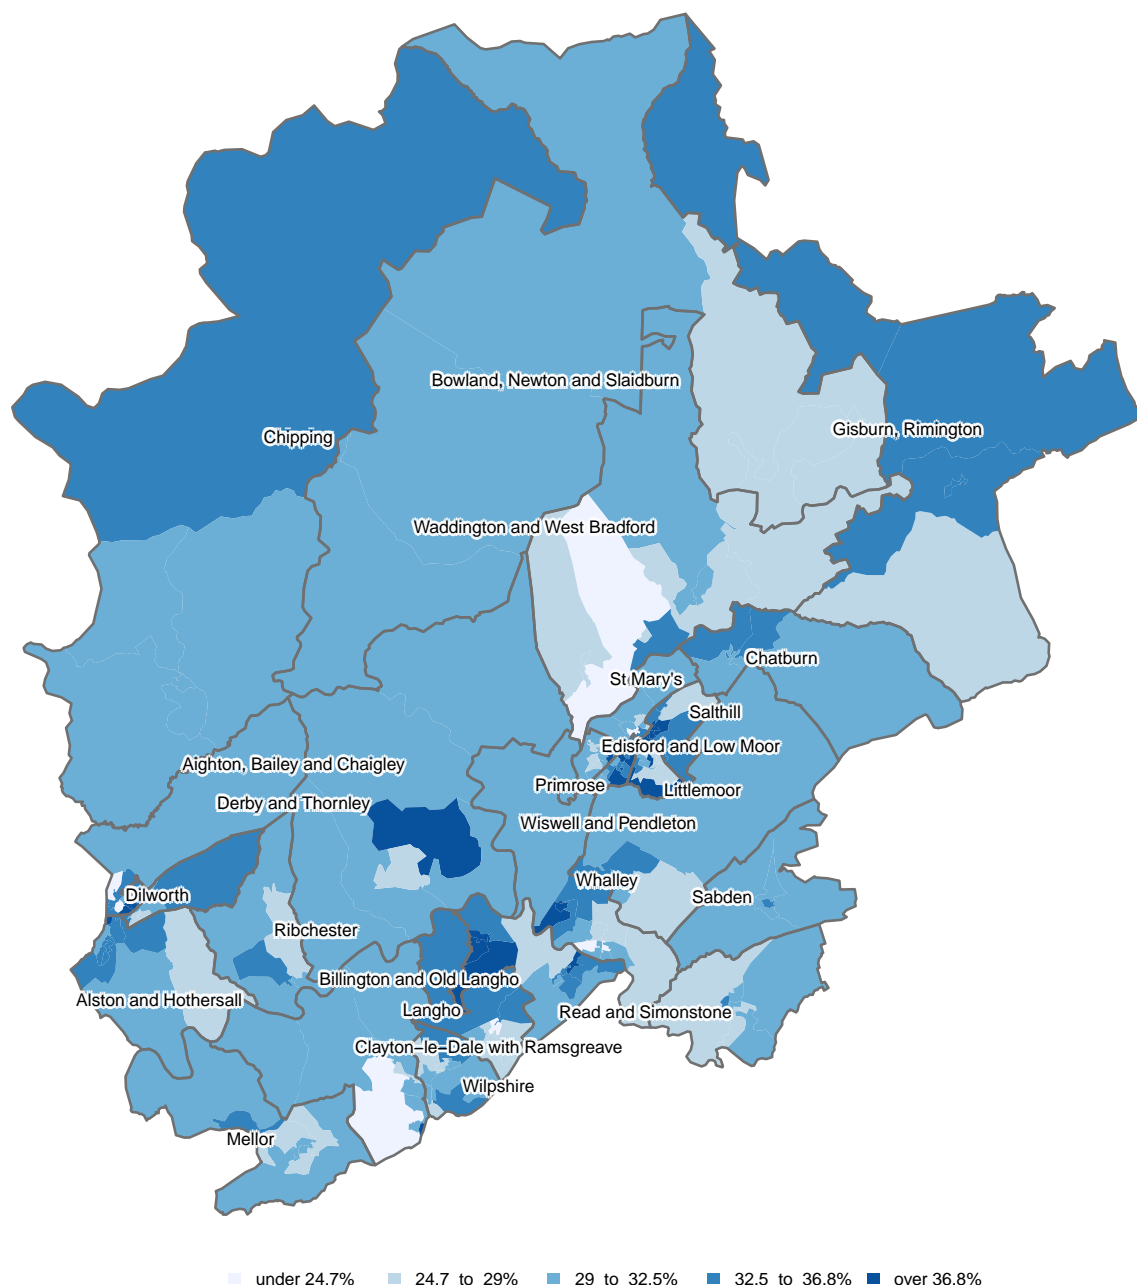 Bowland, Newton and Slaidburn
Gisburn, Rimington
Chipping
Waddington and West Bradford
Chatburn
St Mary's
Salthill
Edisford and Low Moor
Aighton, Bailey and Chaigley
Primrose
Littlemoor
Derby and Thornley
Wiswell and Pendleton
Whalley
Dilworth
Sabden
Ribchester
Billington and Old Langho
Alston and Hothersall
Langho
Read and Simonstone
Clayton−le−Dale with Ramsgreave
Wilpshire
Mellor
under 24.7% 24.7 to 29% 29 to 32.5% 32.5 to 36.8% over 36.8%